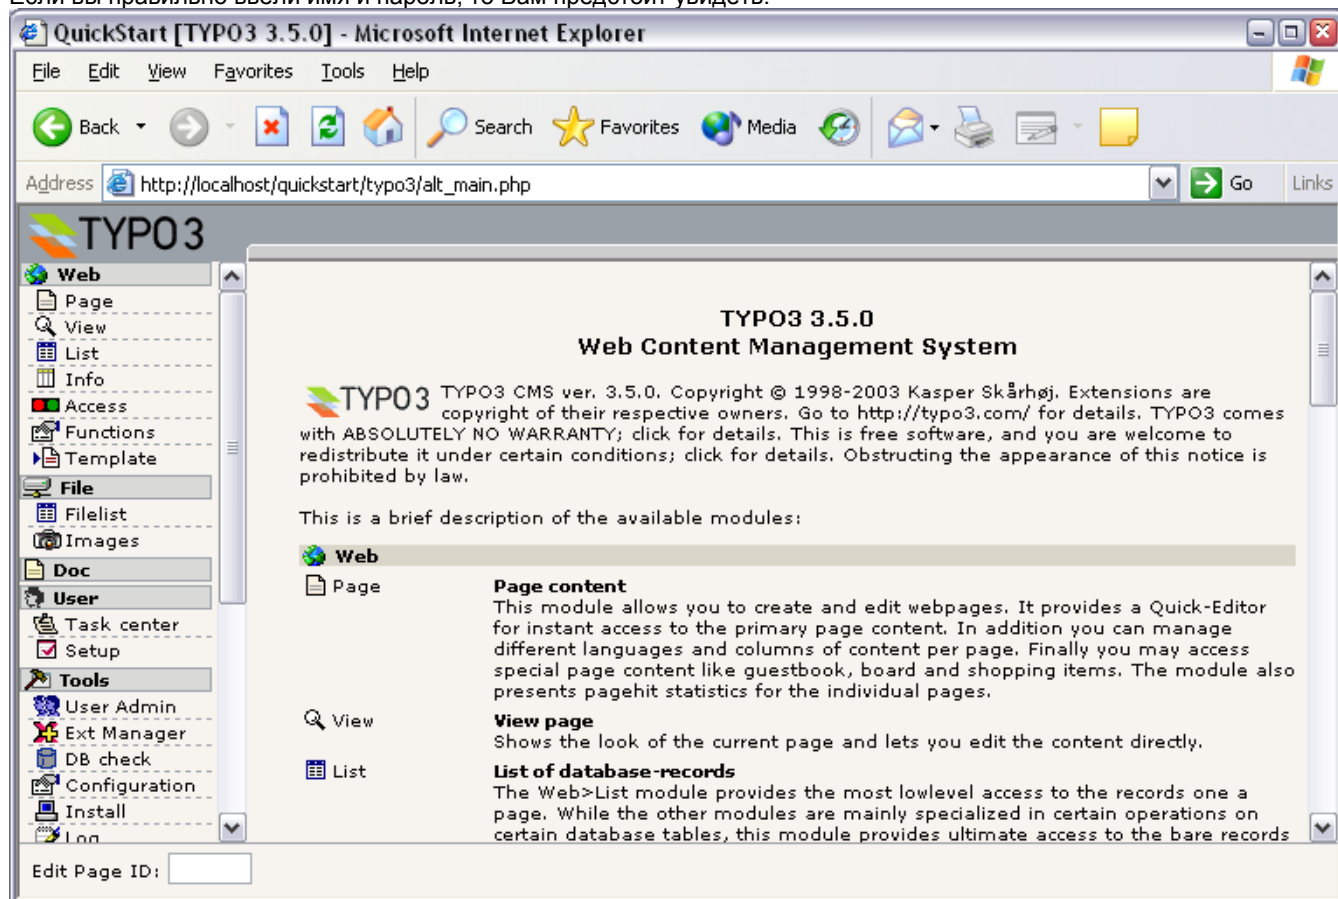 Если вы правильно ввели имя и пароль, то Вам предстоит увидеть:
QuickStart [TYPO3 3.5.0] - Microsoft Internet Explorer
File Edit View Favorites Tools Help
Back Search Favorites Media
Address http://localhost/quickstart/typo3/alt_main.php Go Links
TYPO3
Web
Page
View
List
Info
Access
Functions
Template
File
Filelist
Images
Doc
User
Task center
Setup
Tools
User Admin
Ext Manager
DB check
Configuration
Install
Log
TYPO3 3.5.0
Web Content Management System
TYPO3 TYPO3 CMS ver. 3.5.0. Copyright © 1998-2003 Kasper Skårhøj. Extensions are
copyright of their respective owners. Go to http://typo3.com/ for details. TYPO3 comes
with ABSOLUTELY NO WARRANTY; click for details. This is free software, and you are welcome to
redistribute it under certain conditions; click for details. Obstructing the appearance of this notice is
prohibited by law.
This is a brief description of the available modules:
Web
Page Page content
This module allows you to create and edit webpages. It provides a Quick-Editor
for instant access to the primary page content. In addition you can manage
different languages and columns of content per page. Finally you may access
special page content like guestbook, board and shopping items. The module also
presents pagehit statistics for the individual pages.
View View page
Shows the look of the current page and lets you edit the content directly.
List List of database-records
The Web>List module provides the most lowlevel access to the records one a
page. While the other modules are mainly specialized in certain operations on
certain database tables, this module provides ultimate access to the bare records
Edit Page ID: